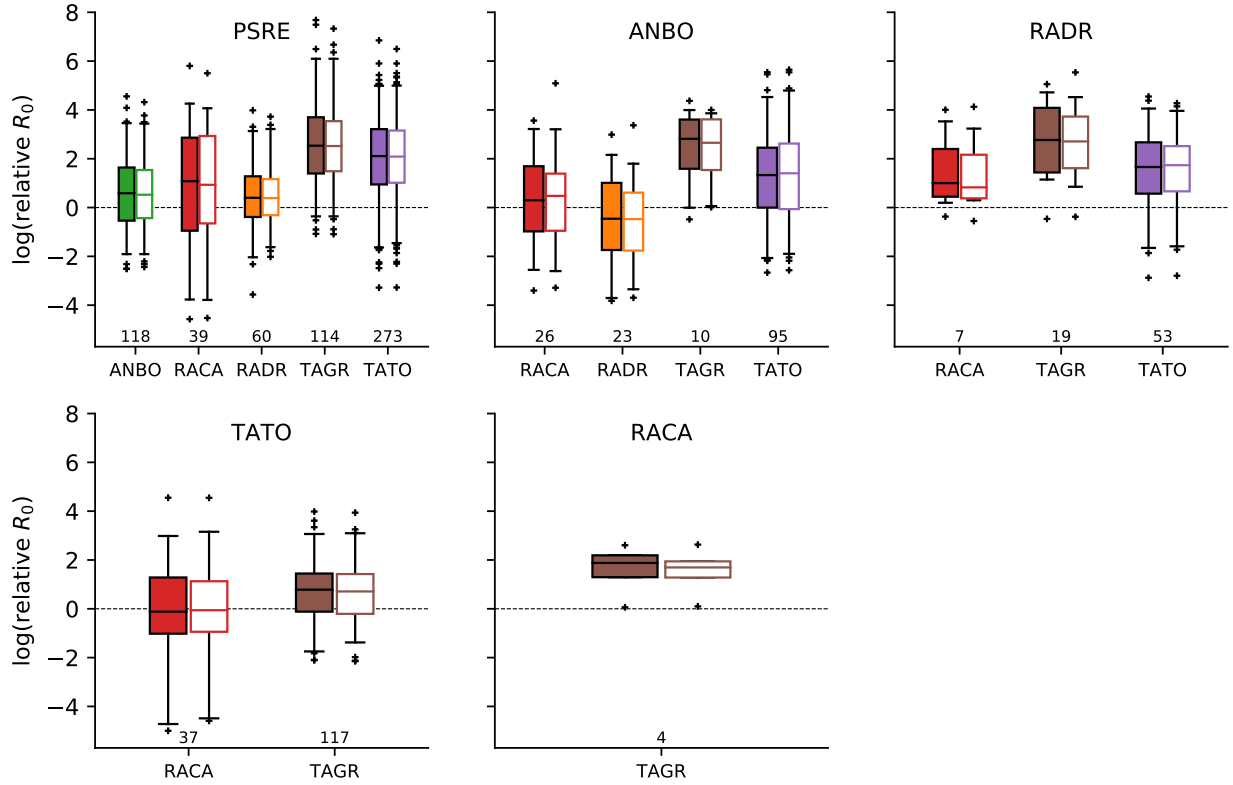 PSRE
8
6
4
2
0
−2
−4
log(relative R0)
118 39 60 114 273
ANBO RACA RADR TAGR TATO
ANBO
26 23 10 95
RACA RADR TAGR TATO
RADR
7 19 53
RACA TAGR TATO
TATO
8
6
4
2
0
−2
−4
log(relative R0)
37 117
RACA TAGR
RACA
4
TAGR